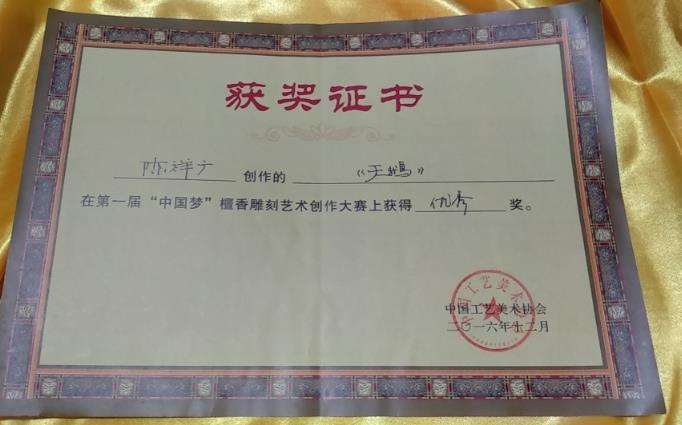 获奖证书
陈祥方 创作的 《天鹅》
在第一届“中国梦”檀香雕刻艺术创作大赛上获得 优秀 奖。
中国工艺美术协会
二〇一六年十二月